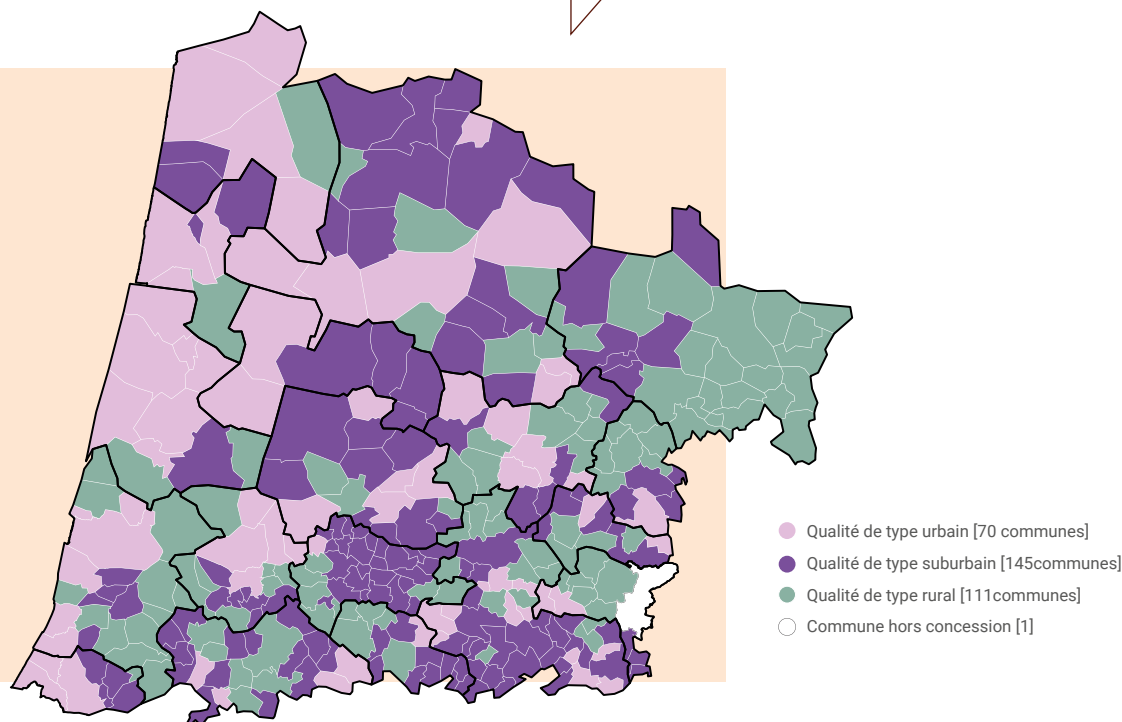 Qualité de type urbain [70 communes]
Qualité de type suburbain [145communes]
Qualité de type rural [111communes]
Commune hors concession [1]